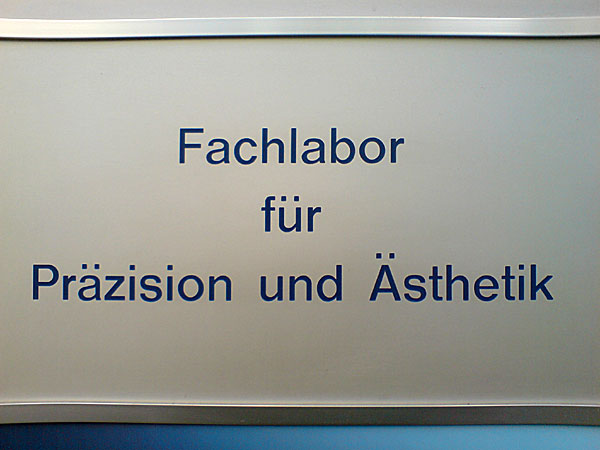 Fachlabor
für
Präzision und Ästhetik